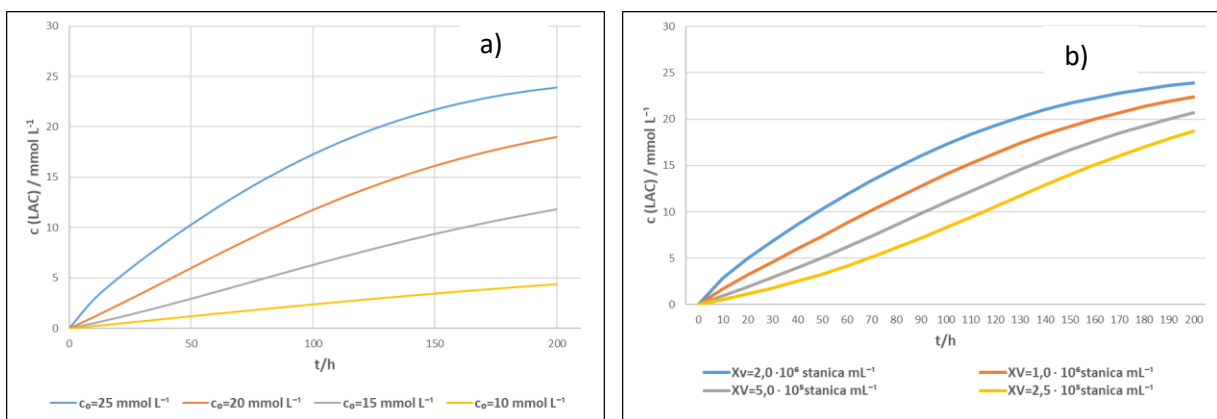 a)
30
25
20
15
10
5
0
c (LAC) / mmol L⁻¹
0 50 100 150 200
t/h
c₀=25 mmol L⁻¹ c₀=20 mmol L⁻¹ c₀=15 mmol L⁻¹ c₀=10 mmol L⁻¹
b)
30
25
20
15
10
5
0
c (LAC) / mmol L⁻¹
0 10 20 30 40 50 60 70 80 90 100 110 120 130 140 150 160 170 180 190 200
t/h
Xv=2,0 ·10⁶ stanica mL⁻¹ XV=1,0 · 10⁶stanica mL⁻¹
XV=5,0 · 10⁵stanica mL⁻¹ XV=2,5 · 10⁵stanica mL⁻¹